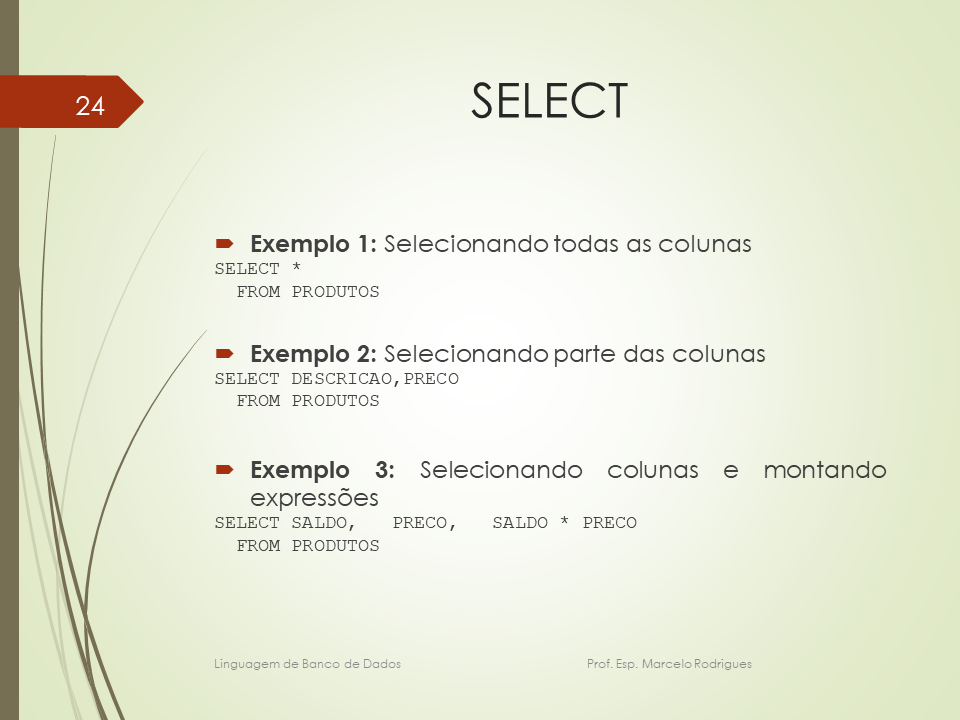 24
SELECT
Exemplo 1: Selecionando todas as colunas
SELECT *
FROM PRODUTOS
Exemplo 2: Selecionando parte das colunas
SELECT DESCRICAO,PRECO
FROM PRODUTOS
Exemplo 3: Selecionando colunas e montando
expressões
SELECT SALDO, PRECO, SALDO * PRECO
FROM PRODUTOS
Linguagem de Banco de Dados Prof. Esp. Marcelo Rodrigues